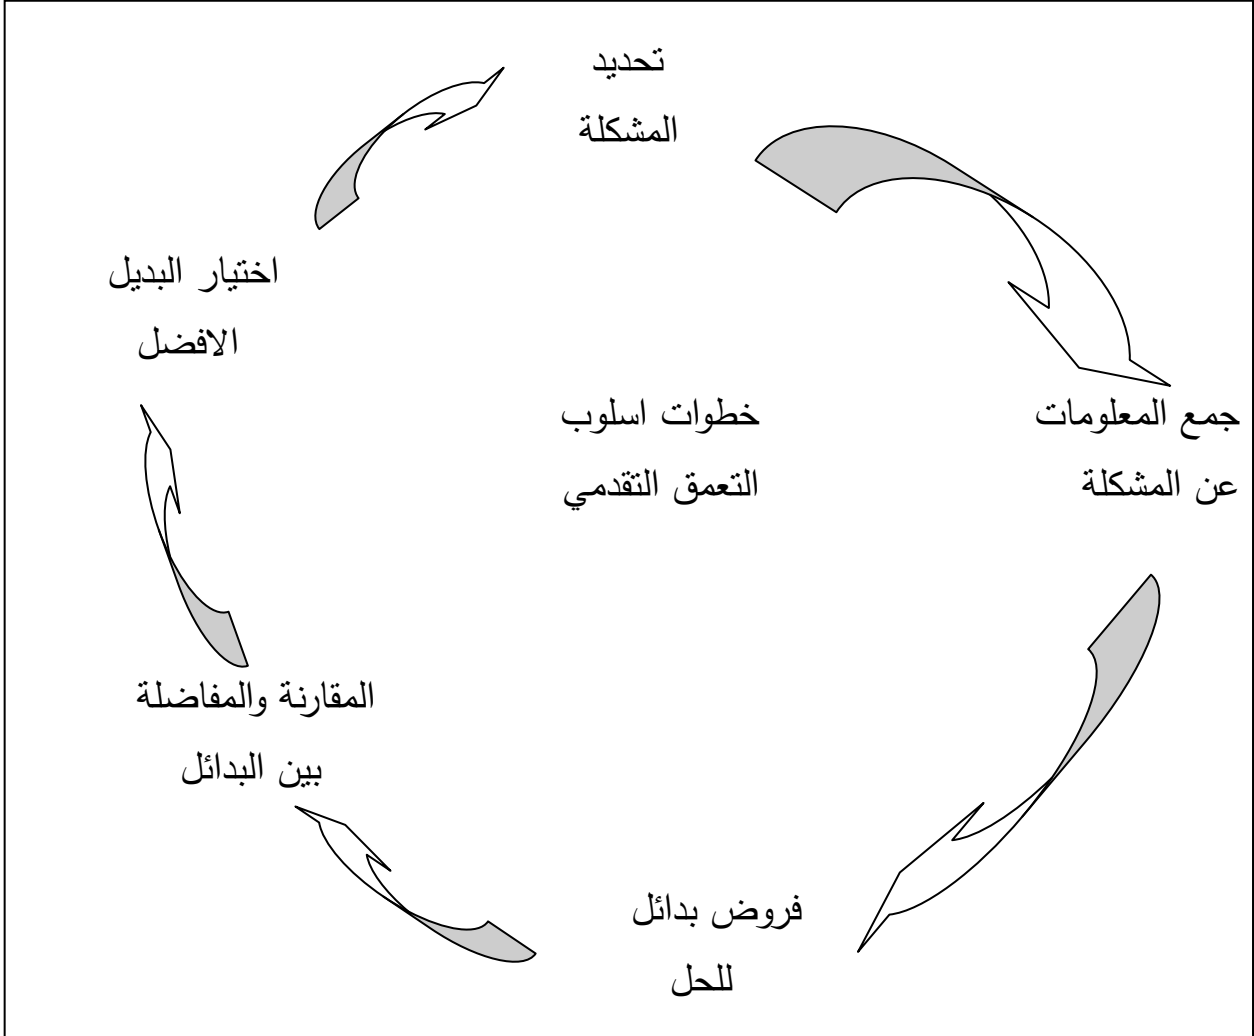 تحديد
المشكلة
اختيار البديل
الافضل
جمع المعلومات
عن المشكلة
خطوات اسلوب
التعمق التقدمي
المقارنة والمفاضلة
بين البدائل
فروض بدائل
للحل